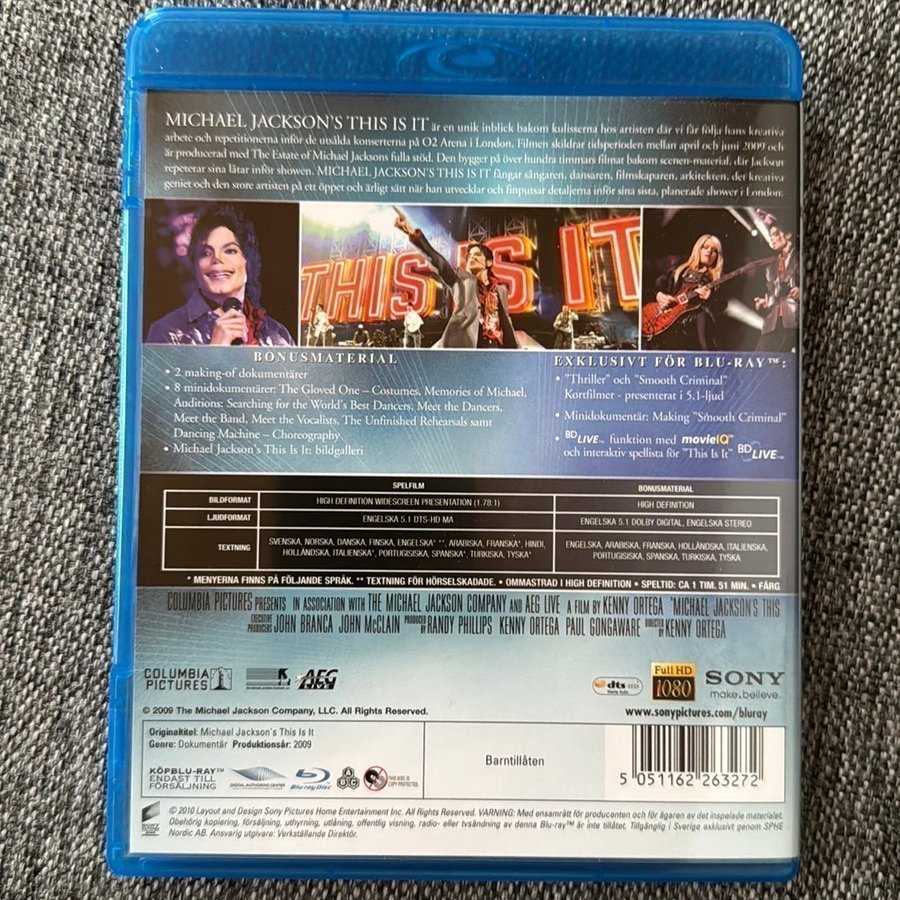 MICHAEL JACKSON'S THIS IS IT är en unik inblick bakom kulisserna hos artisten där vi får följa hans kreativa
arbete och repetitionerna inför de utsålda konserterna på O2 Arena i London. Filmen skildrar tidsperioden mellan april och juni 2009 och
är producerad med The Estate of Michael Jacksons fulla stöd. Den bygger på över hundra timmars filmat bakom scenen-material, där Jackson
repeterar sina låtar inför showen. MICHAEL JACKSON'S THIS IS IT fångar sångaren, dansaren, filmskaparen, arkitekten, det kreativa
geniet och den store artisten på ett öppet och ärligt sätt när han utvecklar och finputsar detaljerna inför sina sista, planerade shower i London.
THIS IS IT
BONUSMATERIAL
• 2 making-of dokumentärer
• 8 minidokumentärer: The Gloved One – Costumes, Memories of Michael,
Auditions: Searching for the World's Best Dancers, Meet the Dancers,
Meet the Band, Meet the Vocalists, The Unfinished Rehearsals samt
Dancing Machine – Choreography
• Michael Jackson's This Is It: bildgalleri
EXKLUSIVT FÖR BLU-RAY™:
• "Thriller" och "Smooth Criminal"
Kortfilmer - presenterat i 5.1-ljud
• Minidokumentär: Making "Smooth Criminal"
• BD LIVE™ funktion med movieIQ™
och interaktiv spellista för "This Is It" BD LIVE™
SPELFILM BONUSMATERIAL
BILDFORMAT HIGH DEFINITION WIDESCREEN PRESENTATION (1.78:1) HIGH DEFINITION
LJUDFORMAT ENGELSKA 5.1 DTS-HD MA ENGELSKA 5.1 DOLBY DIGITAL, ENGELSKA STEREO
TEXTNING SVENSKA, NORSKA, DANSKA, FINSKA, ENGELSKA* **, ARABISKA, FRANSKA*, HINDI, ENGELSKA, ARABISKA, FRANSKA, HOLLÄNDSKA, ITALIENSKA,
HOLLÄNDSKA, ITALIENSKA*, PORTUGISISKA, SPANSKA*, TURKISKA, TYSKA* PORTUGISISKA, SPANSKA, TURKISKA, TYSKA
* MENYERNA FINNS PÅ FÖLJANDE SPRÅK. ** TEXTNING FÖR HÖRSELSKADADE. • OMMASTRAD I HIGH DEFINITION • SPELTID: CA 1 TIM. 51 MIN. • FÄRG
COLUMBIA PICTURES PRESENTS IN ASSOCIATION WITH THE MICHAEL JACKSON COMPANY AND AEG LIVE A FILM BY KENNY ORTEGA "MICHAEL JACKSON'S THIS
EXECUTIVE PRODUCERS JOHN BRANCA JOHN McCLAIN PRODUCED BY RANDY PHILLIPS KENNY ORTEGA PAUL GONGAWARE DIRECTED BY KENNY ORTEGA
COLUMBIA PICTURES
AEG LIVE
dts-HD
Master Audio
Full HD
1080
SONY
make.believe
© 2009 The Michael Jackson Company, LLC. All Rights Reserved.
www.sonypictures.com/bluray
Originaltitel: Michael Jackson's This Is It
Genre: Dokumentär Produktionsår: 2009
KÖPBLU-RAY™
ENDAST TILL
FÖRSÄLJNING
DIGITAL AUTHORING CENTER
Blu-ray Disc
A B C
THIS DISC IS
COPY PROTECTED
Barntillåten
5 051162 263272
SONY
© 2010 Layout and Design Sony Pictures Home Entertainment Inc. All Rights Reserved. VARNING: Med ensamrätt för producenten och för ägaren av det inspelade materialet.
Obehörig kopiering, försäljning, uthyrning, utlåning, offentlig visning, radio- eller tvsändning av denna Blu-ray™ är inte tillåtet. Tillgänglig i Sverige exklusivt genom SPHE
Nordic AB. Ansvarig utgivare: Verkställande Direktör.